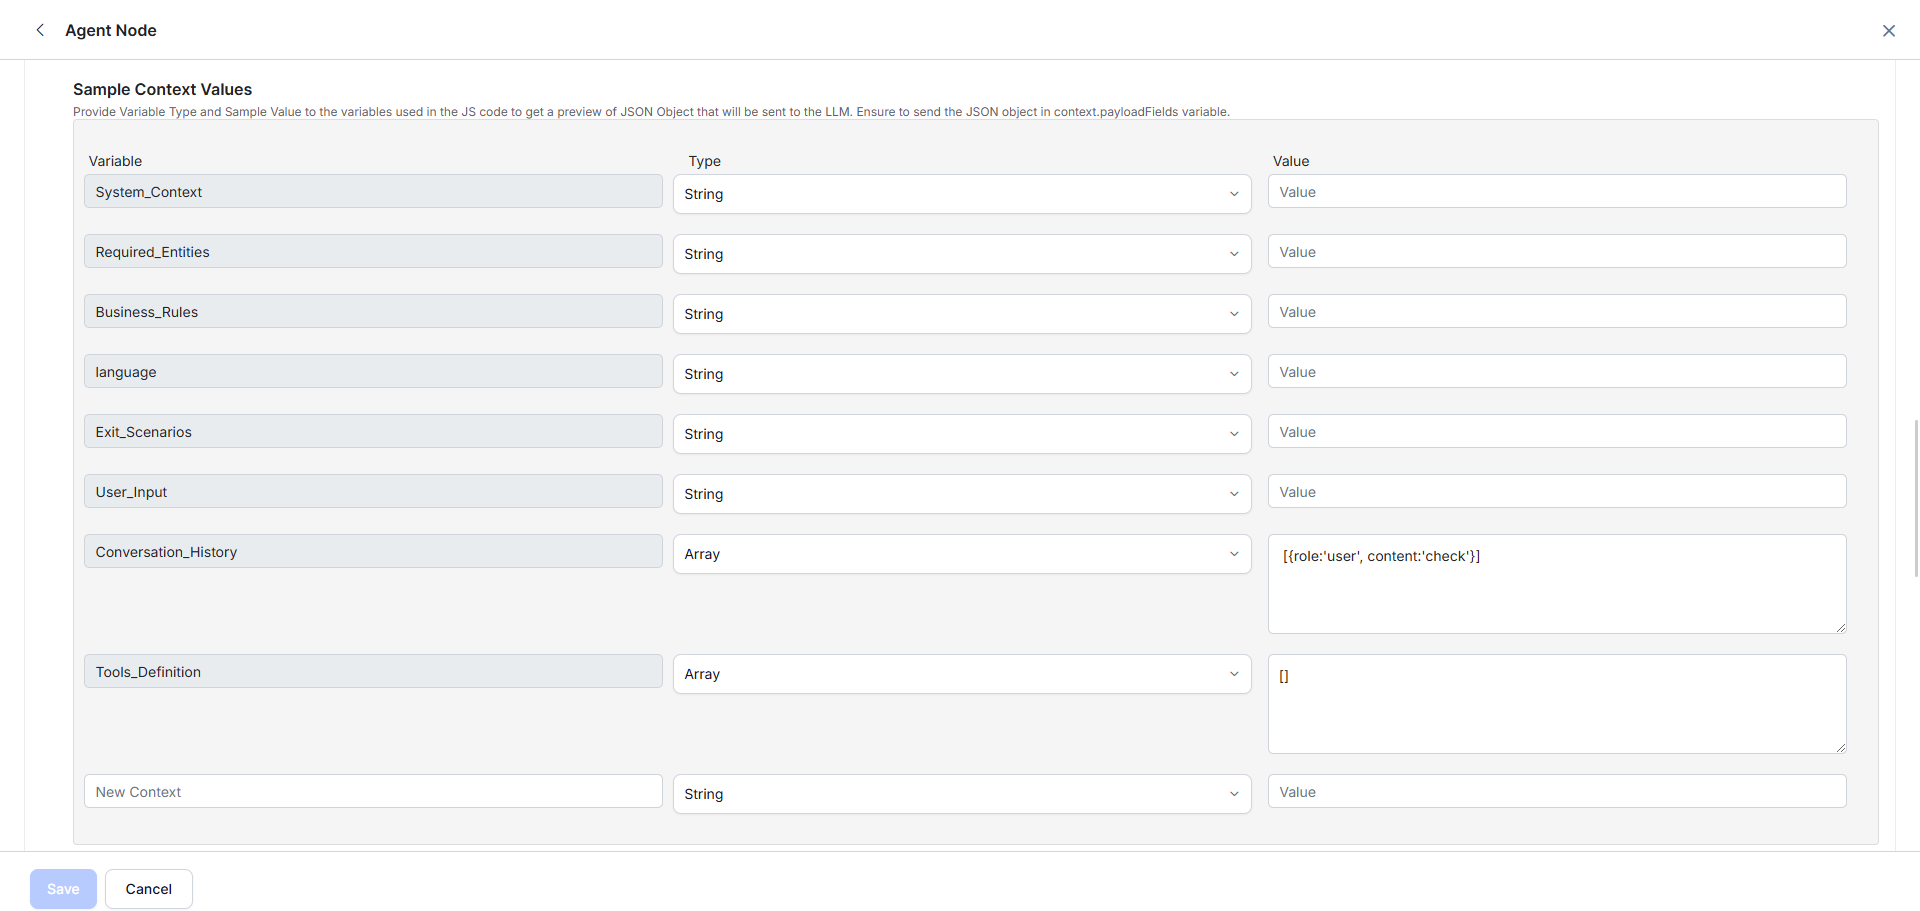 Agent Node
Sample Context Values
Provide Variable Type and Sample Value to the variables used in the JS code to get a preview of JSON Object that will be sent to the LLM. Ensure to send the JSON object in context.payloadFields variable.
Variable Type Value
System_Context String Value
Required_Entities String Value
Business_Rules String Value
language String Value
Exit_Scenarios String Value
User_Input String Value
Conversation_History Array [{role:'user', content:'check'}]
Tools_Definition Array []
New Context String Value
Save Cancel